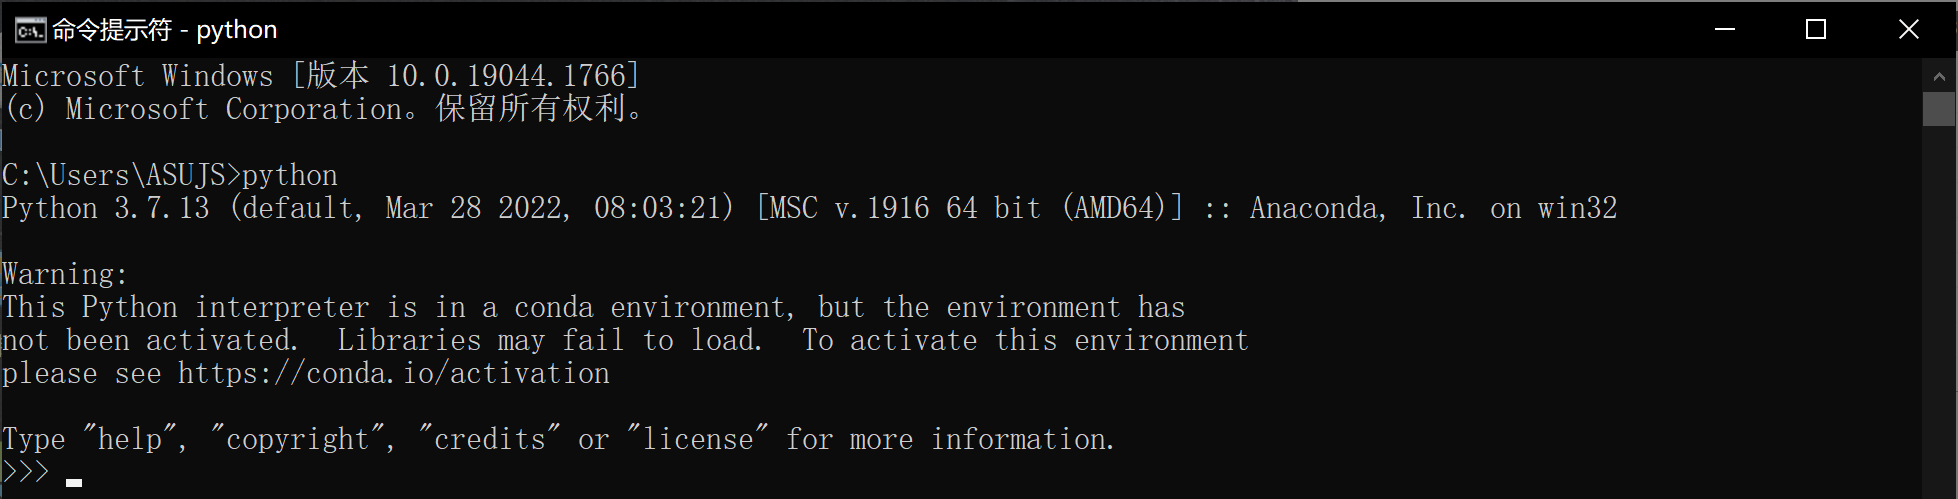 命令提示符 - python
Microsoft Windows [版本 10.0.19044.1766]
(c) Microsoft Corporation。保留所有权利。
C:\Users\ASUJS>python
Python 3.7.13 (default, Mar 28 2022, 08:03:21) [MSC v.1916 64 bit (AMD64)] :: Anaconda, Inc. on win32
Warning:
This Python interpreter is in a conda environment, but the environment has
not been activated.  Libraries may fail to load.  To activate this environment
please see https://conda.io/activation
Type "help", "copyright", "credits" or "license" for more information.
>>>